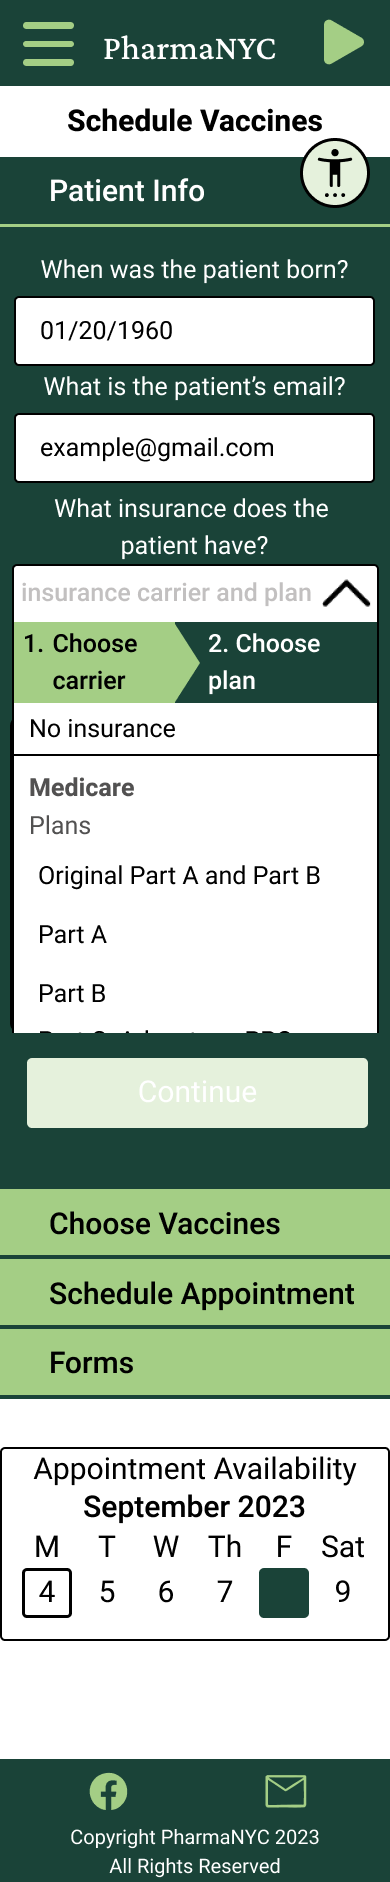 PharmaNYC
Schedule Vaccines
Patient Info
When was the patient born?
01/20/1960
What is the patient’s email?
example@gmail.com
What insurance does the
patient have?
insurance carrier and plan
1. Choose
carrier
2. Choose
plan
No insurance
Medicare
Plans
Original Part A and Part B
Part A
Part B
Continue
Choose Vaccines
Schedule Appointment
Forms
Appointment Availability
September 2023
M T W Th F Sat
4 5 6 7 9
Copyright PharmaNYC 2023
All Rights Reserved